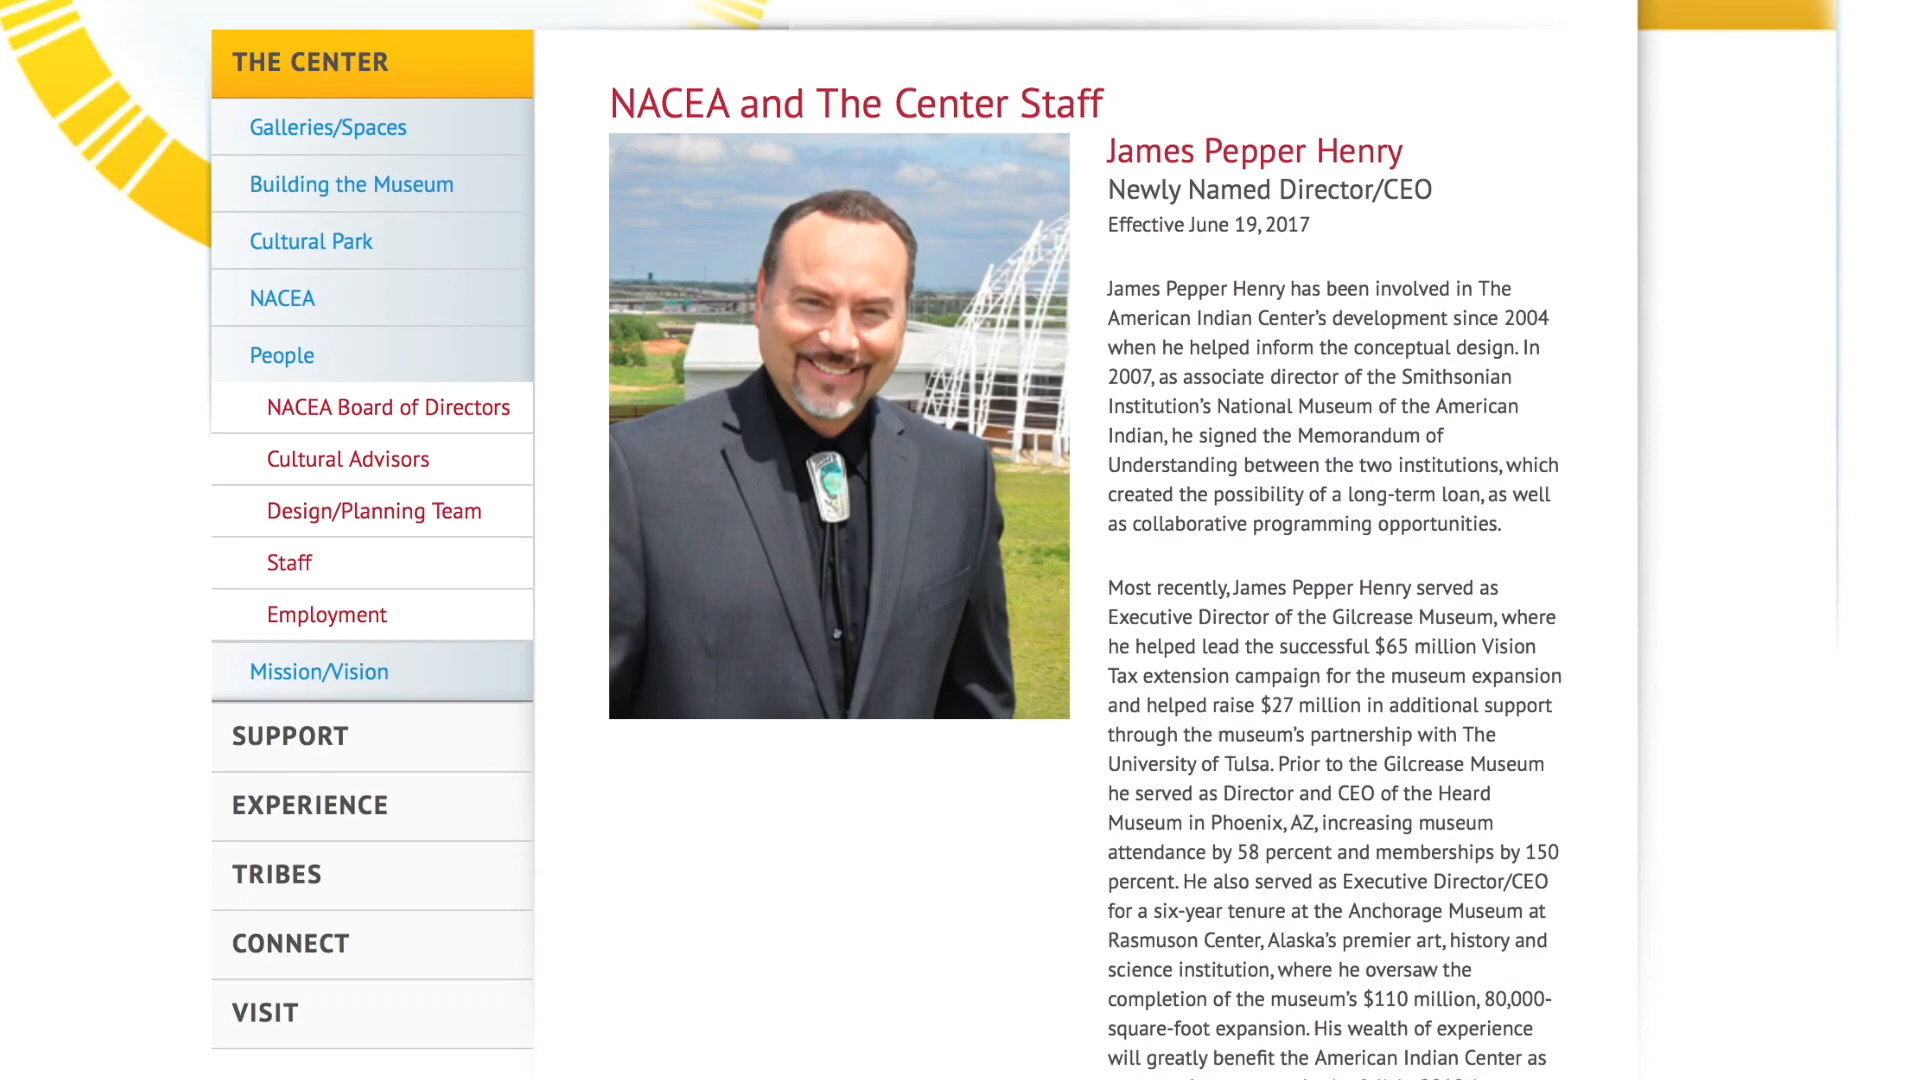 THE CENTER
Galleries/Spaces
Building the Museum
Cultural Park
NACEA
People
NACEA Board of Directors
Cultural Advisors
Design/Planning Team
Staff
Employment
Mission/Vision
SUPPORT
EXPERIENCE
TRIBES
CONNECT
VISIT
NACEA and The Center Staff
James Pepper Henry
Newly Named Director/CEO
Effective June 19, 2017
James Pepper Henry has been involved in The
American Indian Center's development since 2004
when he helped inform the conceptual design. In
2007, as associate director of the Smithsonian
Institution's National Museum of the American
Indian, he signed the Memorandum of
Understanding between the two institutions, which
created the possibility of a long-term loan, as well
as collaborative programming opportunities.
Most recently, James Pepper Henry served as
Executive Director of the Gilcrease Museum, where
he helped lead the successful $65 million Vision
Tax extension campaign for the museum expansion
and helped raise $27 million in additional support
through the museum's partnership with The
University of Tulsa. Prior to the Gilcrease Museum
he served as Director and CEO of the Heard
Museum in Phoenix, AZ, increasing museum
attendance by 58 percent and memberships by 150
percent. He also served as Executive Director/CEO
for a six-year tenure at the Anchorage Museum at
Rasmuson Center, Alaska's premier art, history and
science institution, where he oversaw the
completion of the museum's $110 million, 80,000-
square-foot expansion. His wealth of experience
will greatly benefit the American Indian Center as